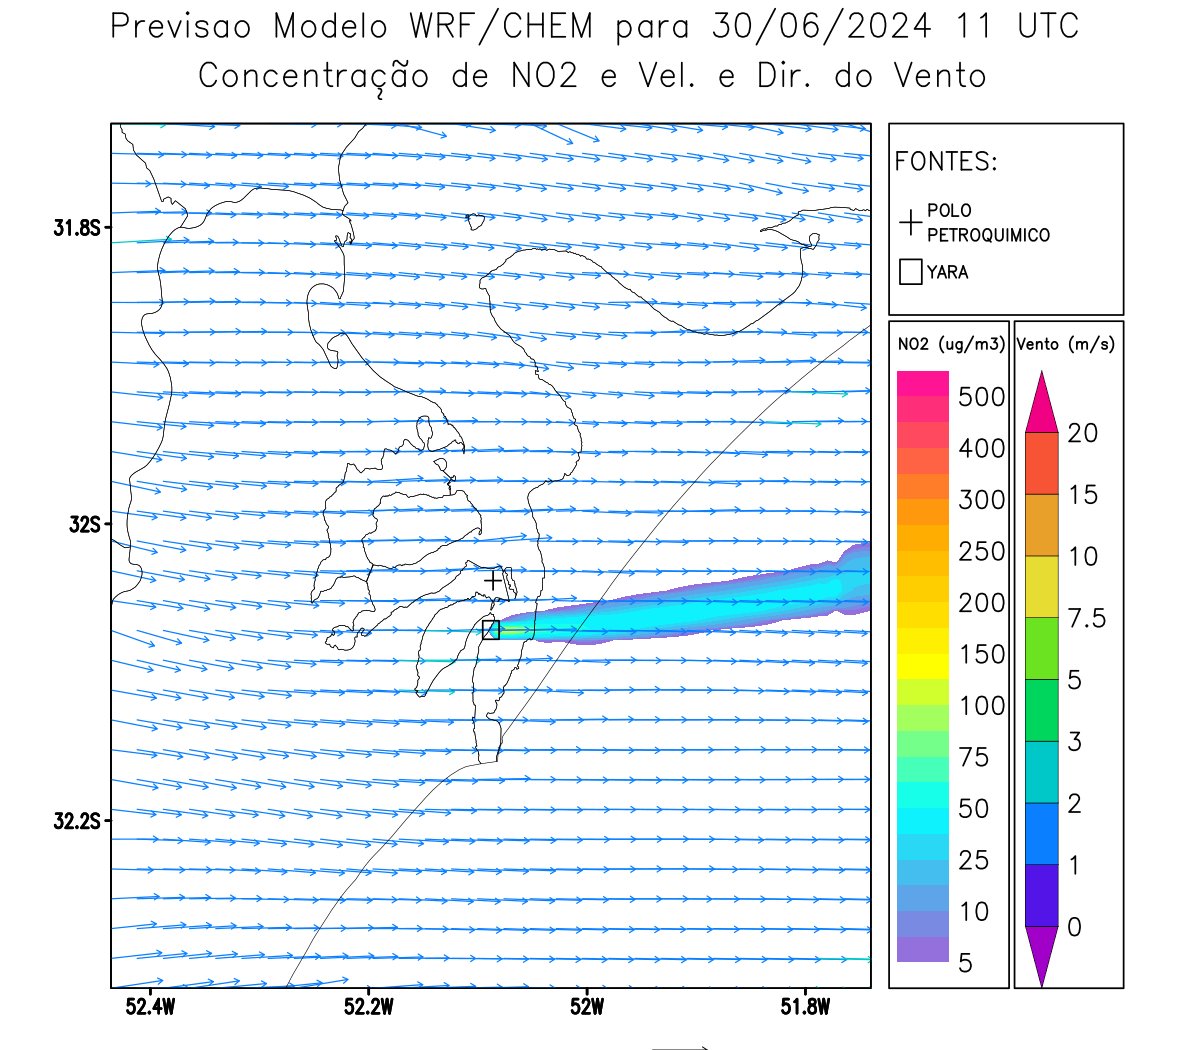 Previsao Modelo WRF/CHEM para 30/06/2024 11 UTC
Concentração de NO2 e Vel. e Dir. do Vento
FONTES:
POLO
PETROQUIMICO
YARA
31.8S
32S
32.2S
52.4W
52.2W
52W
51.8W
NO2 (ug/m3)
500
400
300
250
200
150
100
75
50
25
10
5
Vento (m/s)
20
15
10
7.5
5
3
2
1
0